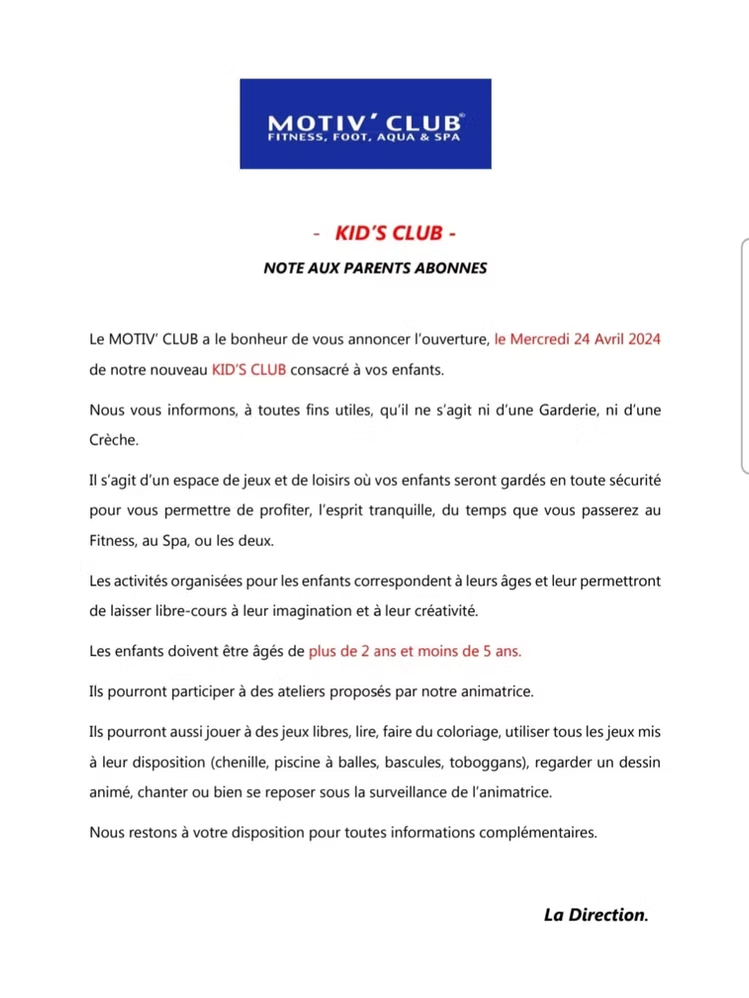 MOTIV' CLUB®
FITNESS, FOOT, AQUA & SPA
- KID'S CLUB -
NOTE AUX PARENTS ABONNES
Le MOTIV' CLUB a le bonheur de vous annoncer l'ouverture, le Mercredi 24 Avril 2024
de notre nouveau KID'S CLUB consacré à vos enfants.
Nous vous informons, à toutes fins utiles, qu'il ne s'agit ni d'une Garderie, ni d'une
Crèche.
Il s'agit d'un espace de jeux et de loisirs où vos enfants seront gardés en toute sécurité
pour vous permettre de profiter, l'esprit tranquille, du temps que vous passerez au
Fitness, au Spa, ou les deux.
Les activités organisées pour les enfants correspondent à leurs âges et leur permettront
de laisser libre-cours à leur imagination et à leur créativité.
Les enfants doivent être âgés de plus de 2 ans et moins de 5 ans.
Ils pourront participer à des ateliers proposés par notre animatrice.
Ils pourront aussi jouer à des jeux libres, lire, faire du coloriage, utiliser tous les jeux mis
à leur disposition (chenille, piscine à balles, bascules, toboggans), regarder un dessin
animé, chanter ou bien se reposer sous la surveillance de l'animatrice.
Nous restons à votre disposition pour toutes informations complémentaires.
La Direction.